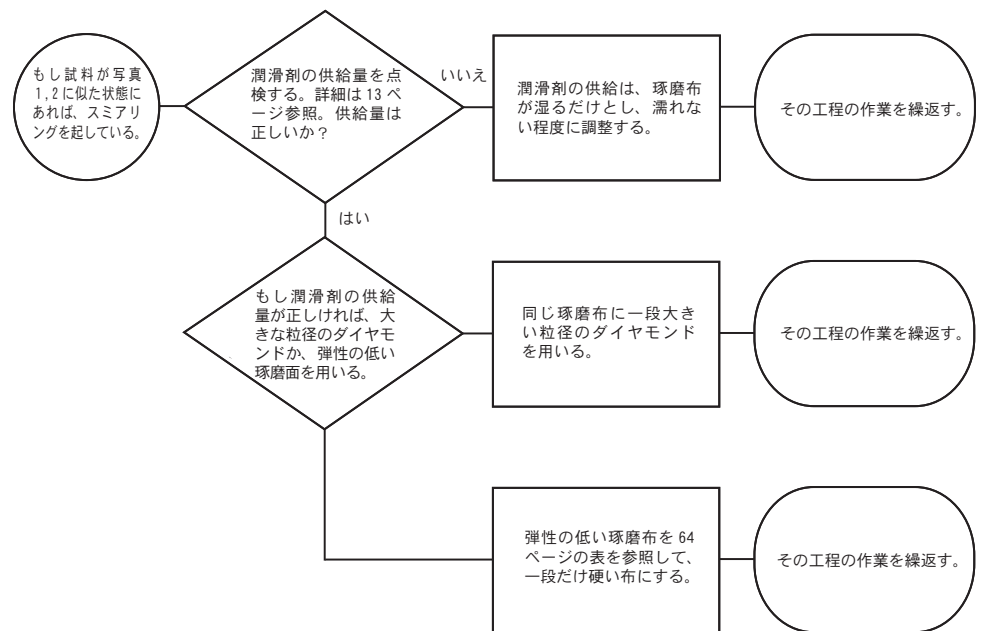 もし試料が写真
1,2に似た状態に
あれば、スミアリ
ングを起している。
潤滑剤の供給量を点
検する。詳細は13ペ
ージ参照。供給量は
正しいか？
いいえ
潤滑剤の供給は、琢磨布
が湿るだけとし、濡れな
い程度に調整する。
その工程の作業を繰返す。
はい
もし潤滑剤の供給
量が正しければ、大
きな粒径のダイヤモ
ンドか、弾性の低い
琢磨面を用いる。
同じ琢磨布に一段大き
い粒径のダイヤモンド
を用いる。
その工程の作業を繰返す。
弾性の低い琢磨布を64
ページの表を参照して、
一段だけ硬い布にする。
その工程の作業を繰返す。